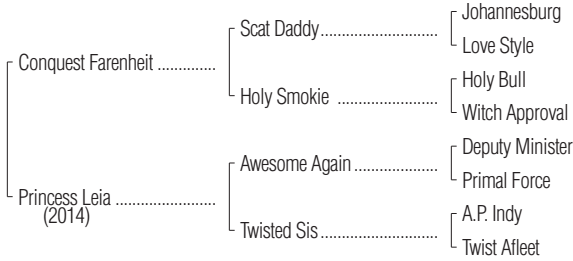 Johannesburg
Scat Daddy..............................
Love Style
Conquest Farenheit ..............
Holy Bull
Holy Smokie ..........................
Witch Approval
Deputy Minister
Awesome Again .....................
Primal Force
Princess Leia ........................
(2014)
A.P. Indy
Twisted Sis..............................
Twist Afleet